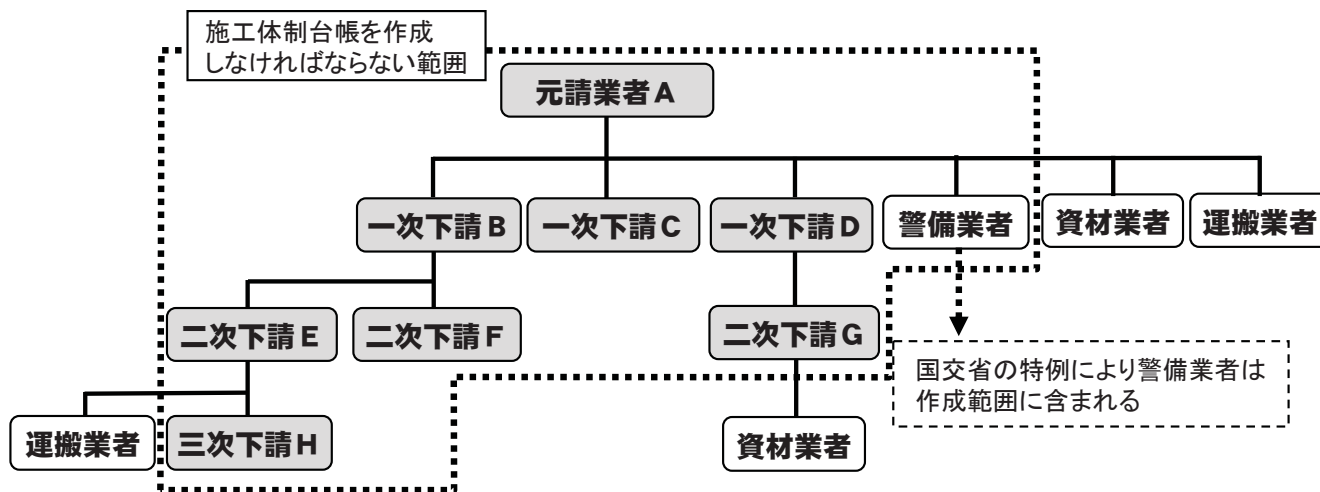 施工体制台帳を作成
しなければならない範囲
元請業者A
一次下請B
一次下請C
一次下請D
警備業者
資材業者
運搬業者
二次下請E
二次下請F
二次下請G
国交省の特例により警備業者は
作成範囲に含まれる
運搬業者
三次下請H
資材業者